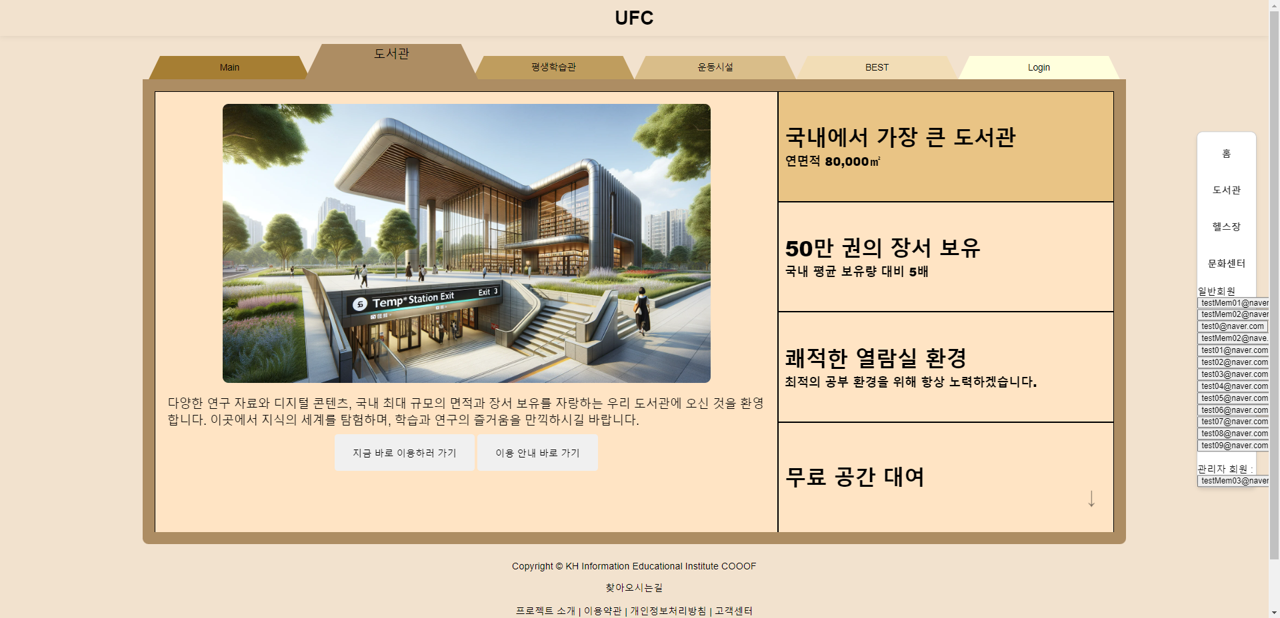 UFC
Main
도서관
평생학습관
운동시설
BEST
Login
Temp* Station Exit
Exit 3
다양한 연구 자료와 디지털 콘텐츠, 국내 최대 규모의 면적과 장서 보유를 자랑하는 우리 도서관에 오신 것을 환영
합니다. 이곳에서 지식의 세계를 탐험하며, 학습과 연구의 즐거움을 만끽하시길 바랍니다.
지금 바로 이용하러 가기
이용 안내 바로 가기
국내에서 가장 큰 도서관
연면적 80,000㎡
50만 권의 장서 보유
국내 평균 보유량 대비 5배
쾌적한 열람실 환경
최적의 공부 환경을 위해 항상 노력하겠습니다.
무료 공간 대여
↓
홈
도서관
헬스장
문화센터
일반회원
testMem01@naver
testMem02@naver
test0@naver.com
testMem02@nave.
test01@naver.com
test02@naver.com
test03@naver.com
test04@naver.com
test05@naver.com
test06@naver.com
test07@naver.com
test08@naver.com
test09@naver.com
관리자 회원 :
testMem03@naver
Copyright © KH Information Educational Institute COOOF
찾아오시는길
프로젝트 소개 | 이용약관 | 개인정보처리방침 | 고객센터